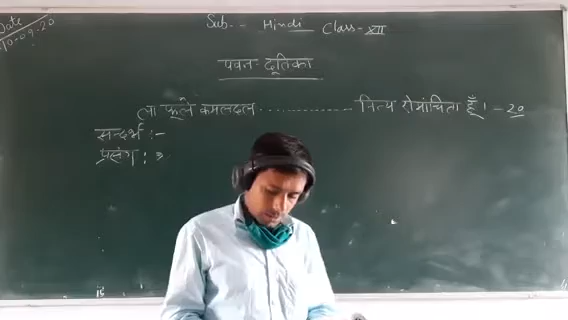 Date
10-09-20
Sub-- Hindi Class-XII
पवन-दूतिका
ला फूले कमलदल................ नित्य रोमांचिता हूँ।-20
सन्दर्भ:-
प्रसंग: